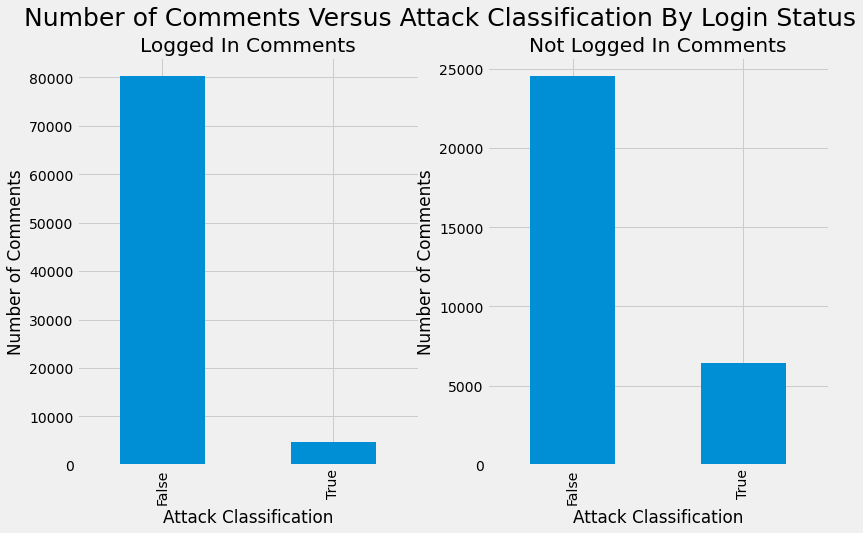 Number of Comments Versus Attack Classification By Login Status
Logged In Comments
Number of Comments
80000
70000
60000
50000
40000
30000
20000
10000
0
False
True
Attack Classification
Not Logged In Comments
Number of Comments
25000
20000
15000
10000
5000
0
False
True
Attack Classification